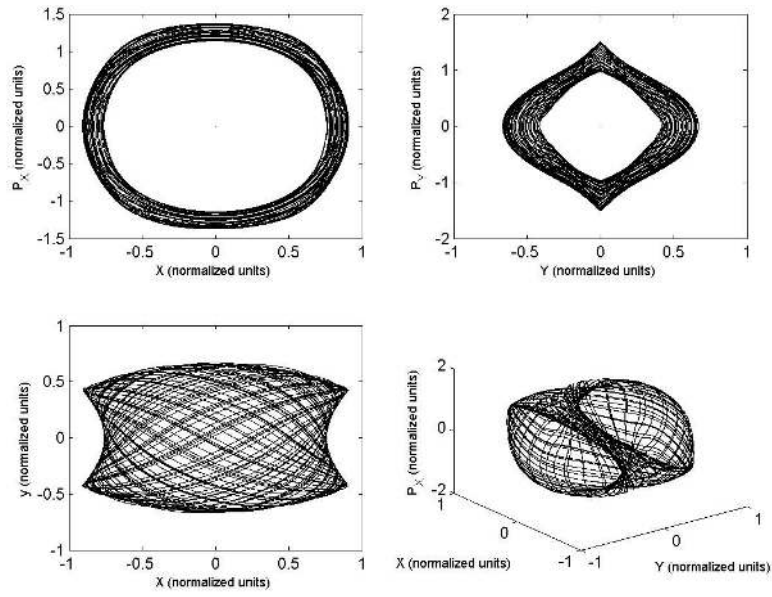 1.5
1
0.5
0
-0.5
-1
-1.5
P_X (normalized units)
-1 -0.5 0 0.5 1
X (normalized units)
2
1
0
-1
-2
P_Y (normalized units)
-1 -0.5 0 0.5 1
Y (normalized units)
1
0.5
0
-0.5
-1
y (normalized units)
-1 -0.5 0 0.5 1
X (normalized units)
2
0
-2
P_X (normalized units)
1
0
-1
X (normalized units)
-1
0
1
Y (normalized units)